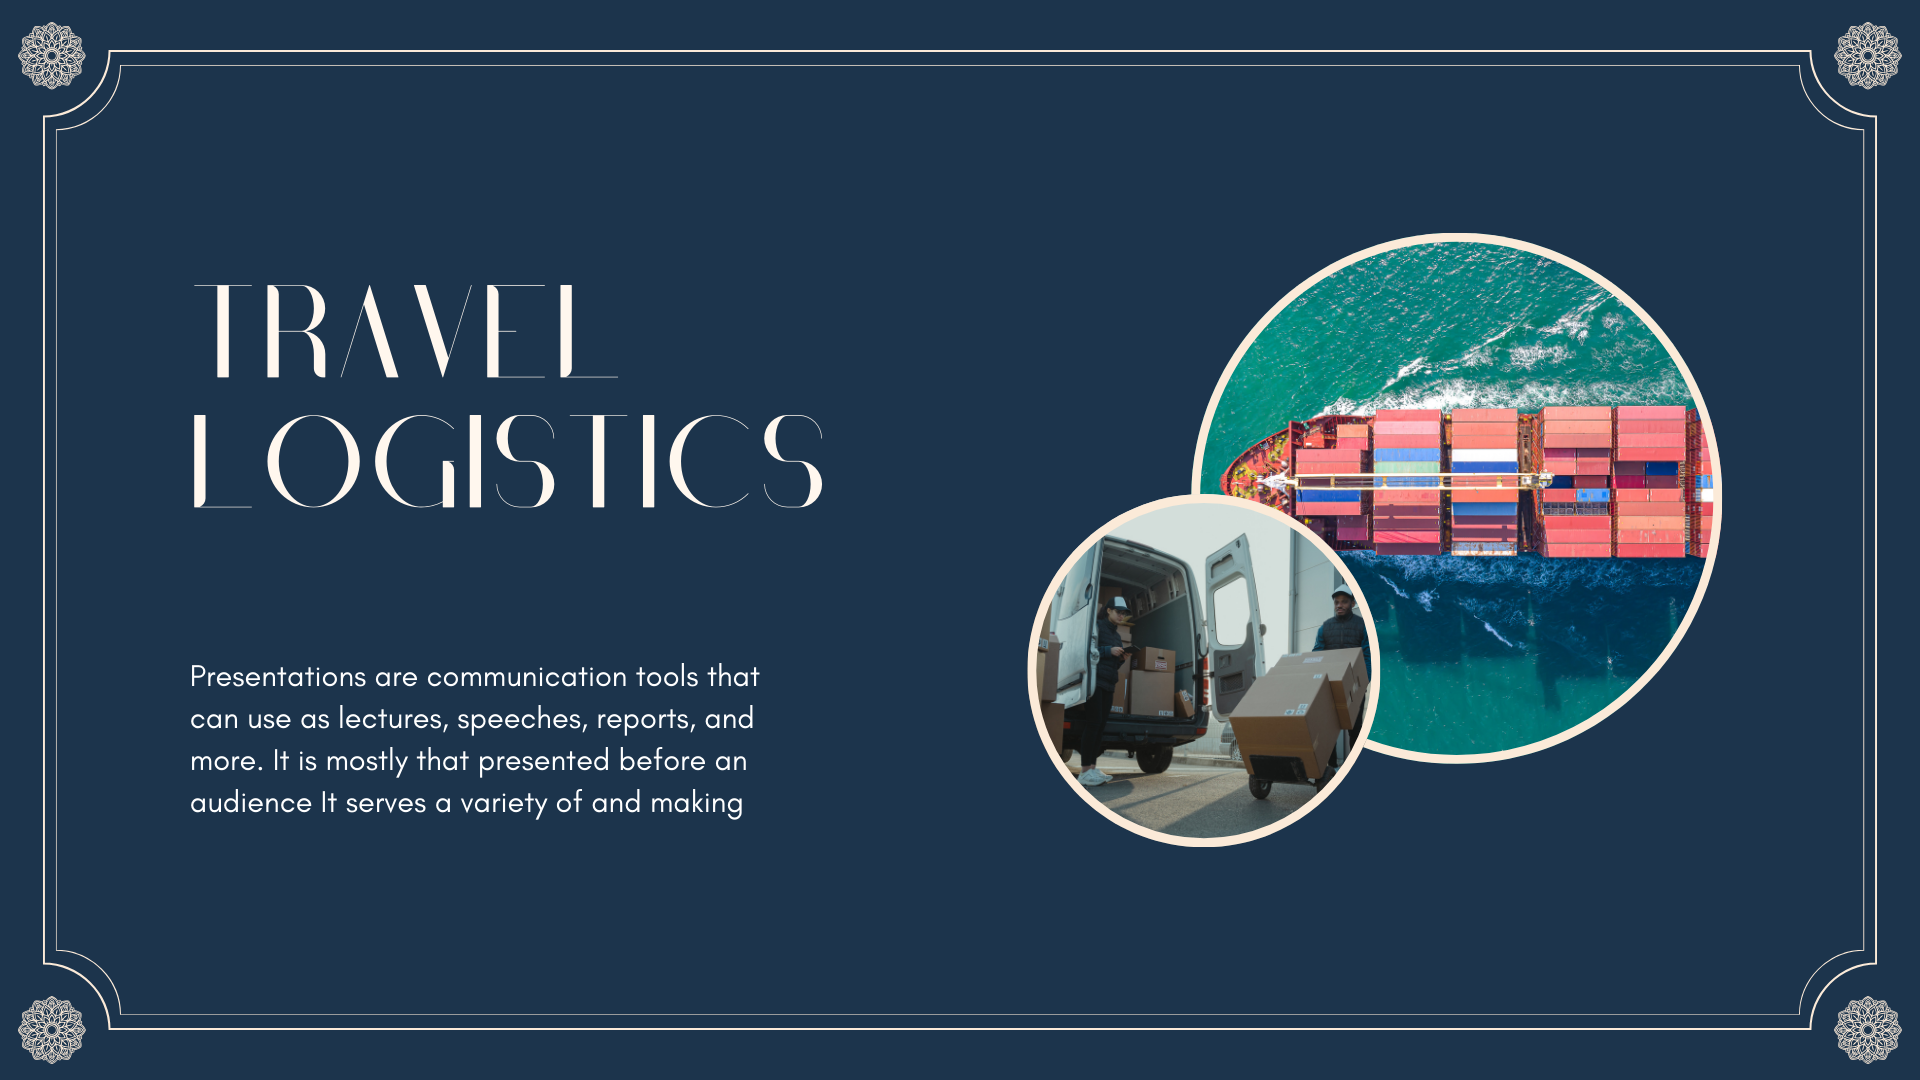 TRAVEL
LOGISTICS
Presentations are communication tools that
can use as lectures, speeches, reports, and
more. It is mostly that presented before an
audience It serves a variety of and making